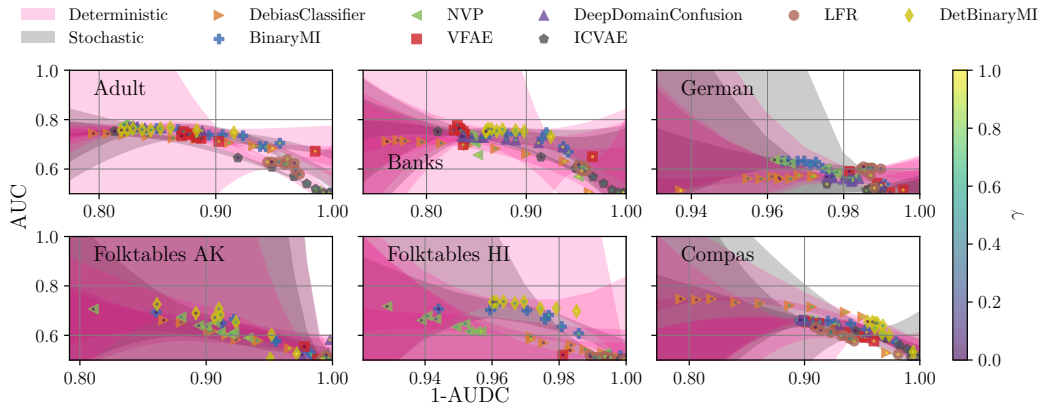 Deterministic DebiasClassifier NVP DeepDomainConfusion LFR DetBinaryMI
Stochastic BinaryMI VFAE ICVAE
AUC
1.0
0.8
0.6
Adult
0.80 0.90 1.00
Banks
0.80 0.90 1.00
German
0.94 0.96 0.98 1.00
1.0
0.8
0.6
Folktables AK
0.80 0.90 1.00
Folktables HI
0.94 0.96 0.98 1.00
Compas
0.80 0.90 1.00
1-AUDC
1.0
0.8
0.6
0.4
0.2
0.0
γ